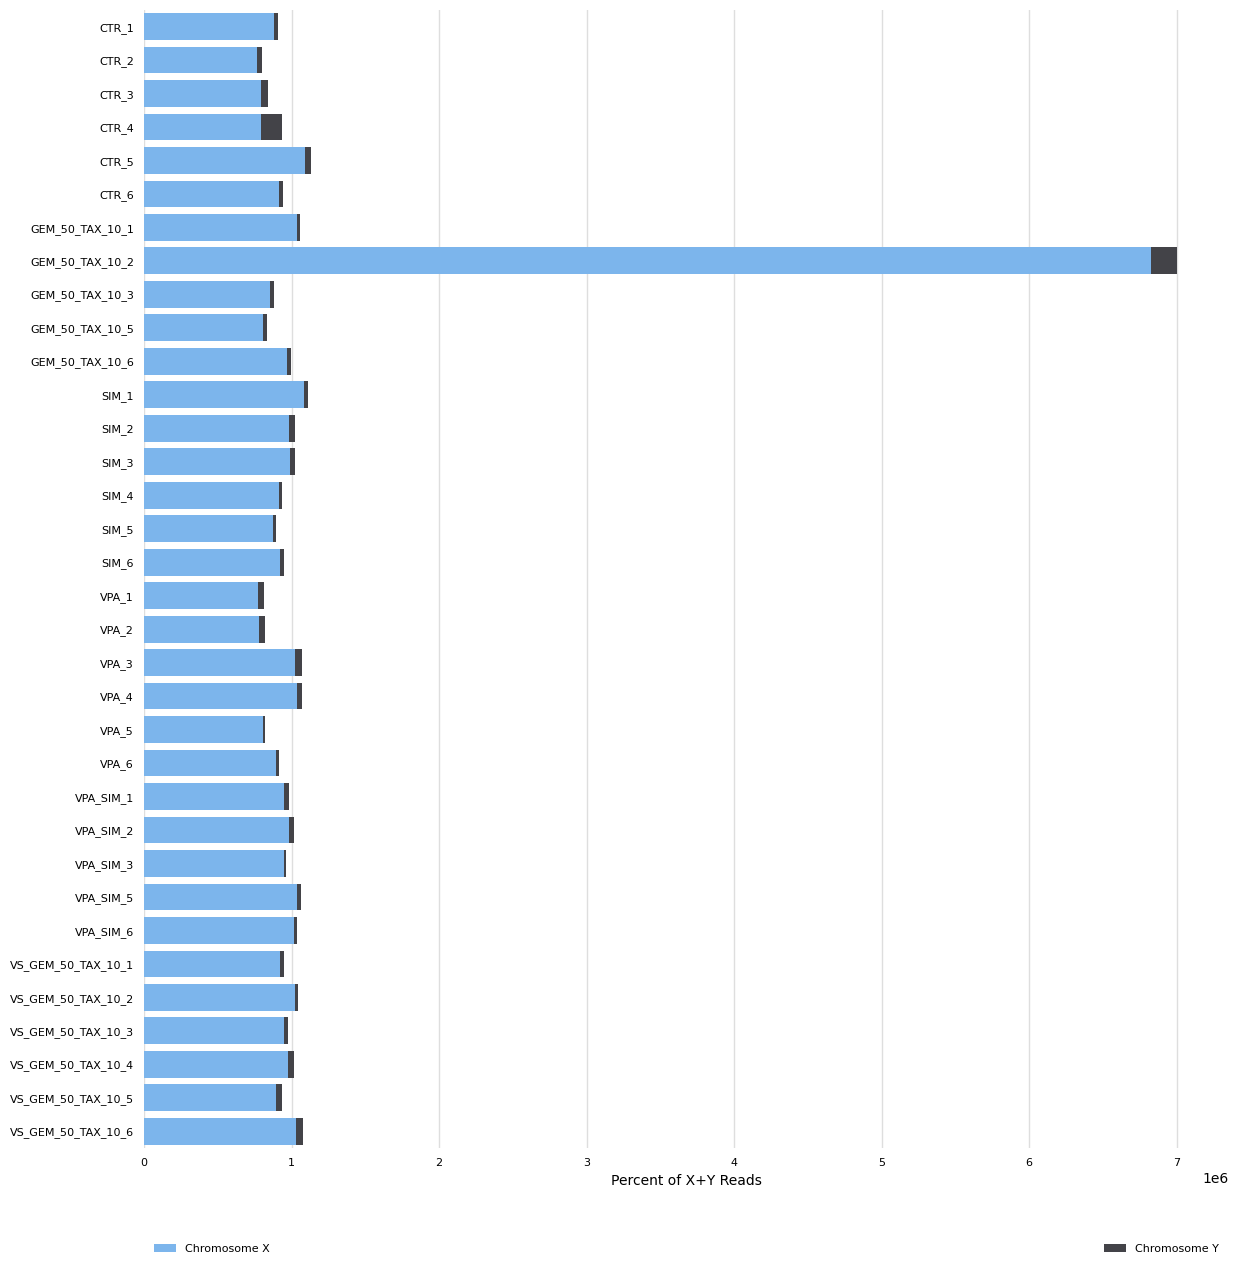 CTR_1
CTR_2
CTR_3
CTR_4
CTR_5
CTR_6
GEM_50_TAX_10_1
GEM_50_TAX_10_2
GEM_50_TAX_10_3
GEM_50_TAX_10_5
GEM_50_TAX_10_6
SIM_1
SIM_2
SIM_3
SIM_4
SIM_5
SIM_6
VPA_1
VPA_2
VPA_3
VPA_4
VPA_5
VPA_6
VPA_SIM_1
VPA_SIM_2
VPA_SIM_3
VPA_SIM_5
VPA_SIM_6
VS_GEM_50_TAX_10_1
VS_GEM_50_TAX_10_2
VS_GEM_50_TAX_10_3
VS_GEM_50_TAX_10_4
VS_GEM_50_TAX_10_5
VS_GEM_50_TAX_10_6
0 1 2 3 4 5 6 7
Percent of X+Y Reads 1e6
Chromosome X Chromosome Y